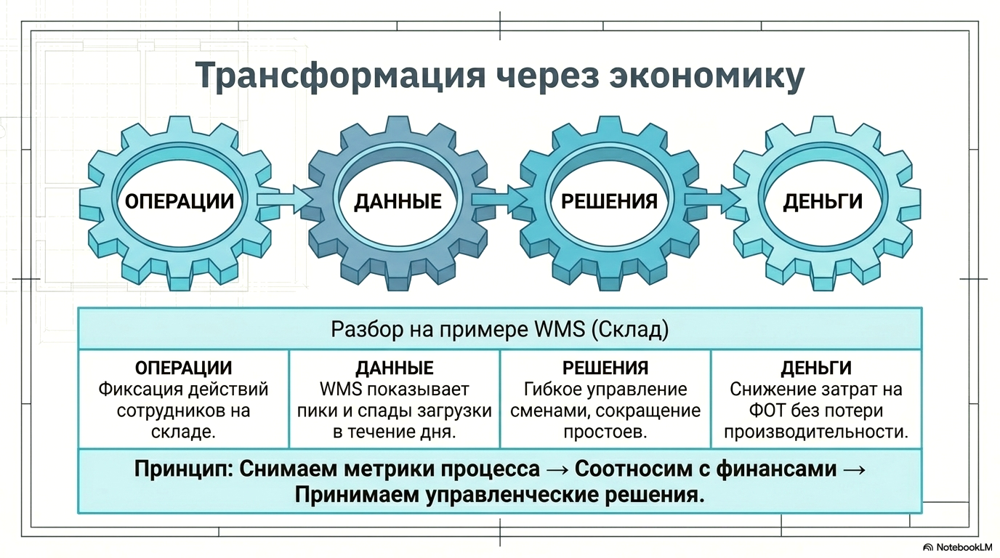 Трансформация через экономику
ОПЕРАЦИИ
ДАННЫЕ
РЕШЕНИЯ
ДЕНЬГИ
Разбор на примере WMS (Склад)
ОПЕРАЦИИ
Фиксация действий
сотрудников на
складе.
ДАННЫЕ
WMS показывает
пики и спады загрузки
в течение дня.
РЕШЕНИЯ
Гибкое управление
сменами, сокращение
простоев.
ДЕНЬГИ
Снижение затрат на
ФОТ без потери
производительности.
Принцип: Снимаем метрики процесса → Соотносим с финансами →
Принимаем управленческие решения.
NotebookLM